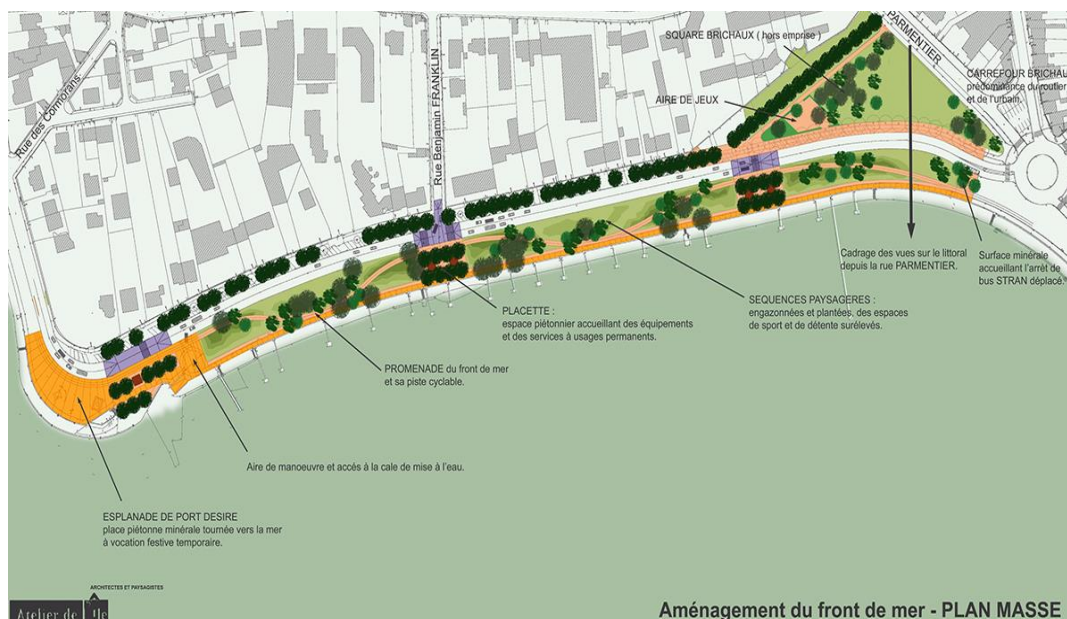 PARMENTIER
SQUARE BRICHAUX ( hors emprise )
CARREFOUR BRICHAU
prédominance du routier
et de l'urbain.
AIRE DE JEUX
Rue des Cormorans
Rue Benjamin FRANKLIN
Cadrage des vues sur le littoral
depuis la rue PARMENTIER.
Surface minérale
accueillant l'arrêt de
bus STRAN déplacé.
SEQUENCES PAYSAGERES :
engazonnées et plantées, des espaces
de sport et de détente surélevés.
PLACETTE :
espace piétonnier accueillant des équipements
et des services à usages permanents.
PROMENADE du front de mer
et sa piste cyclable.
Aire de manoeuvre et accés à la cale de mise à l'eau.
ESPLANADE DE PORT DESIRE
place piétonne minérale tournée vers la mer
à vocation festive temporaire.
ARCHITECTES ET PAYSAGISTES
Atelier de l'Ile
Aménagement du front de mer - PLAN MASSE